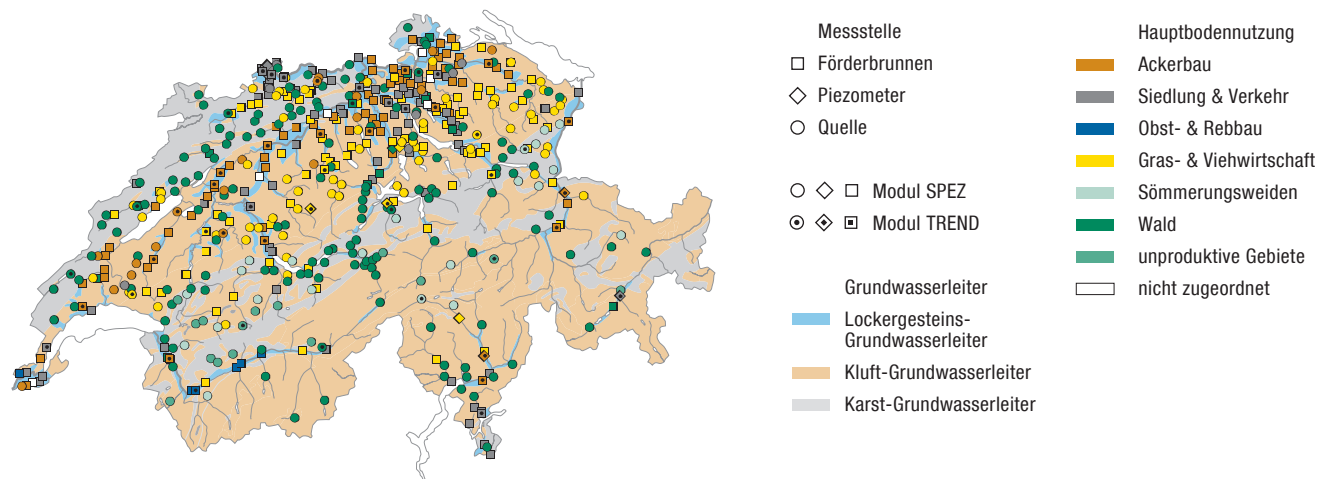 Messstelle
Förderbrunnen
Piezometer
Quelle
Modul SPEZ
Modul TREND
Grundwasserleiter
Lockergesteins-
Grundwasserleiter
Kluft-Grundwasserleiter
Karst-Grundwasserleiter
Hauptbodennutzung
Ackerbau
Siedlung & Verkehr
Obst- & Rebbau
Gras- & Viehwirtschaft
Sömmerungsweiden
Wald
unproduktive Gebiete
nicht zugeordnet